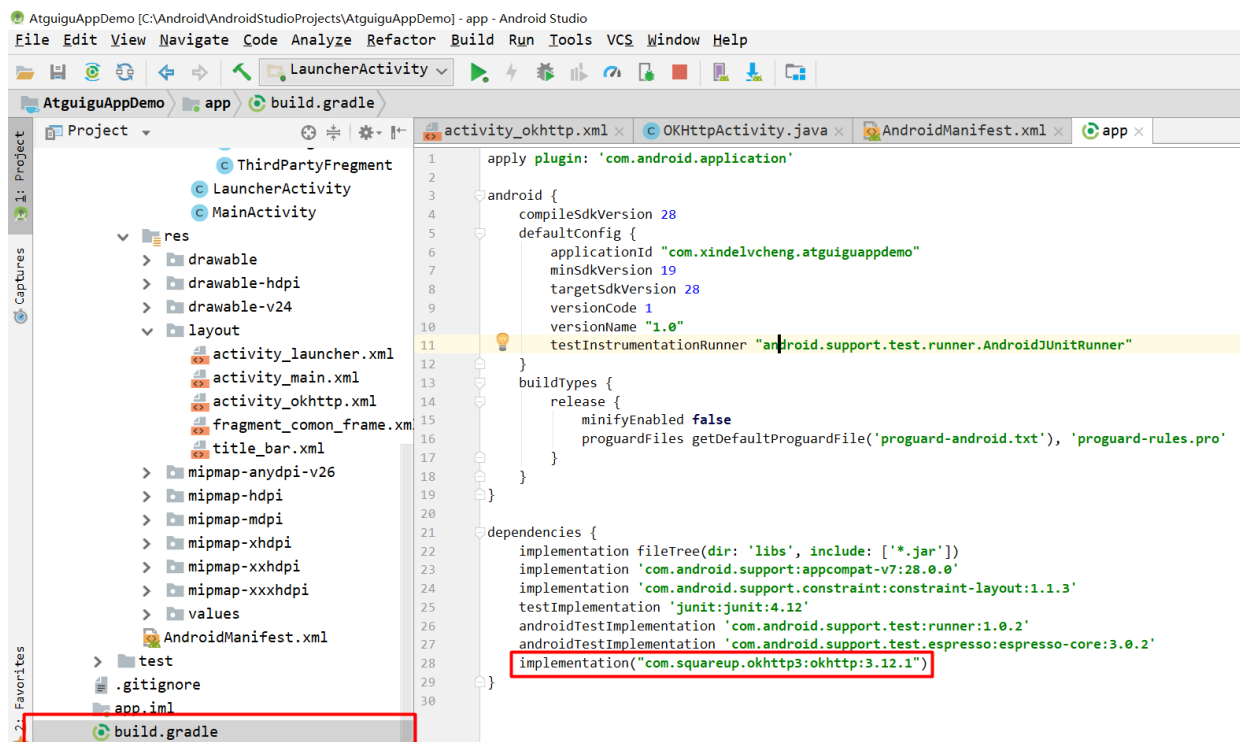 AtguiguAppDemo [C:\Android\AndroidStudioProjects\AtguiguAppDemo] - app - Android Studio
File Edit View Navigate Code Analyze Refactor Build Run Tools VCS Window Help
LauncherActivity
AtguiguAppDemo app build.gradle
Project
activity_okhttp.xml OKHttpActivity.java AndroidManifest.xml app
1: Project
Captures
2: Favorites
ThirdPartyFregment
LauncherActivity
MainActivity
res
drawable
drawable-hdpi
drawable-v24
layout
activity_launcher.xml
activity_main.xml
activity_okhttp.xml
fragment_comon_frame.xm
title_bar.xml
mipmap-anydpi-v26
mipmap-hdpi
mipmap-mdpi
mipmap-xhdpi
mipmap-xxhdpi
mipmap-xxxhdpi
values
AndroidManifest.xml
test
.gitignore
app.iml
build.gradle
1 apply plugin: 'com.android.application'
2
3 android {
4 compileSdkVersion 28
5 defaultConfig {
6 applicationId "com.xindelvcheng.atguiguappdemo"
7 minSdkVersion 19
8 targetSdkVersion 28
9 versionCode 1
10 versionName "1.0"
11 testInstrumentationRunner "android.support.test.runner.AndroidJUnitRunner"
12 }
13 buildTypes {
14 release {
15 minifyEnabled false
16 proguardFiles getDefaultProguardFile('proguard-android.txt'), 'proguard-rules.pro'
17 }
18 }
19 }
20
21 dependencies {
22 implementation fileTree(dir: 'libs', include: ['*.jar'])
23 implementation 'com.android.support:appcompat-v7:28.0.0'
24 implementation 'com.android.support.constraint:constraint-layout:1.1.3'
25 testImplementation 'junit:junit:4.12'
26 androidTestImplementation 'com.android.support.test:runner:1.0.2'
27 androidTestImplementation 'com.android.support.test.espresso:espresso-core:3.0.2'
28 implementation("com.squareup.okhttp3:okhttp:3.12.1")
29 }
30